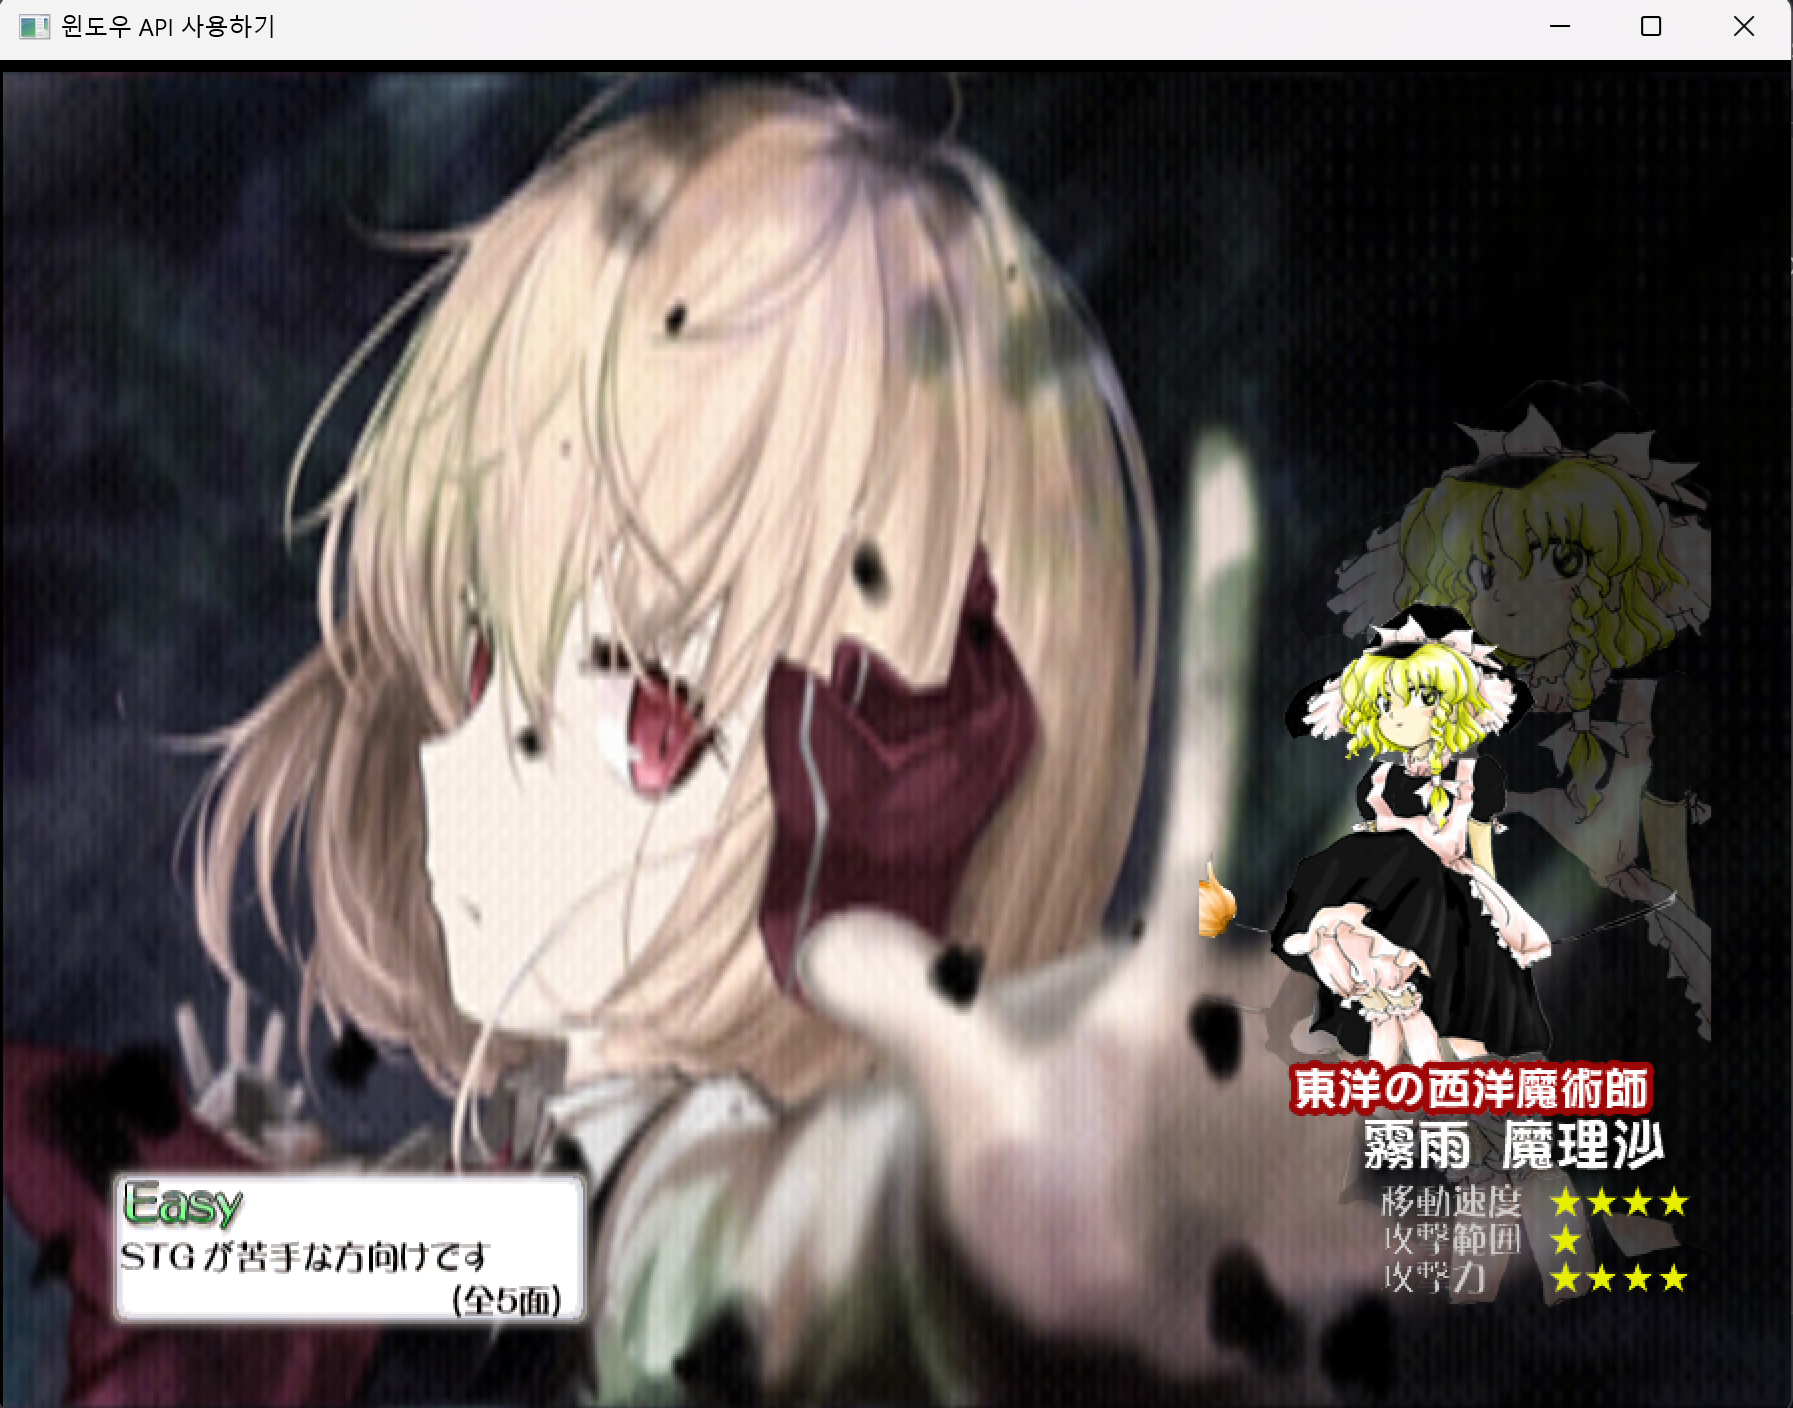 윈도우 API 사용하기
東洋の西洋魔術師
霧雨 魔理沙
移動速度 ★★★★
攻撃範囲 ★
攻撃力 ★★★★
Easy
STGが苦手な方向けです
(全5面)